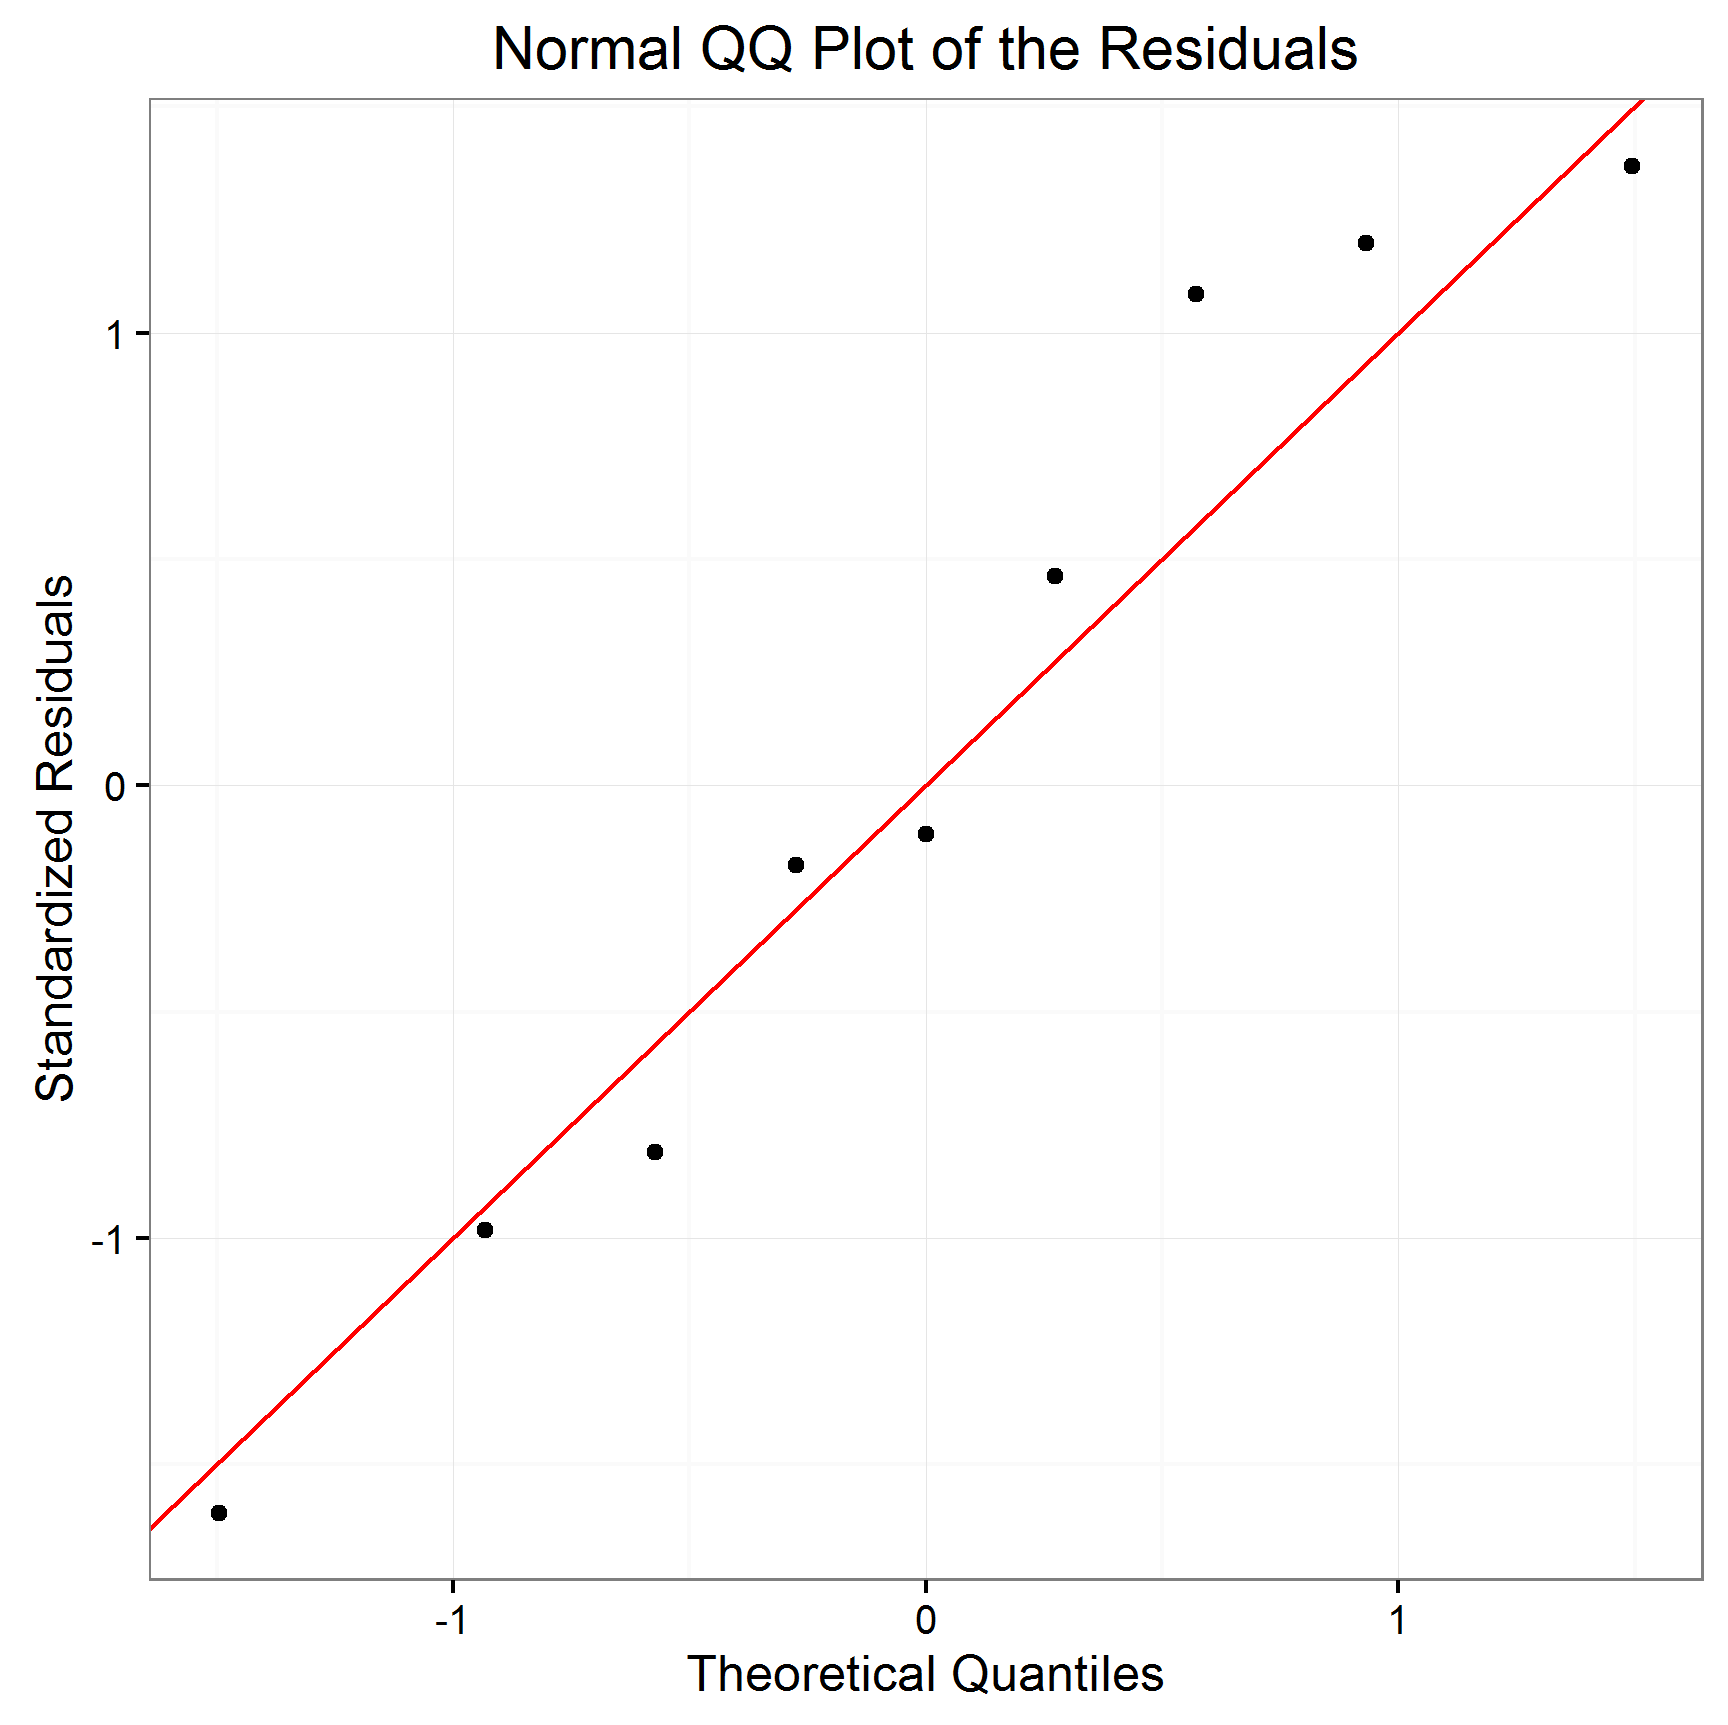 Normal QQ Plot of the Residuals
Standardized Residuals
1
0
-1
-1
0
1
Theoretical Quantiles